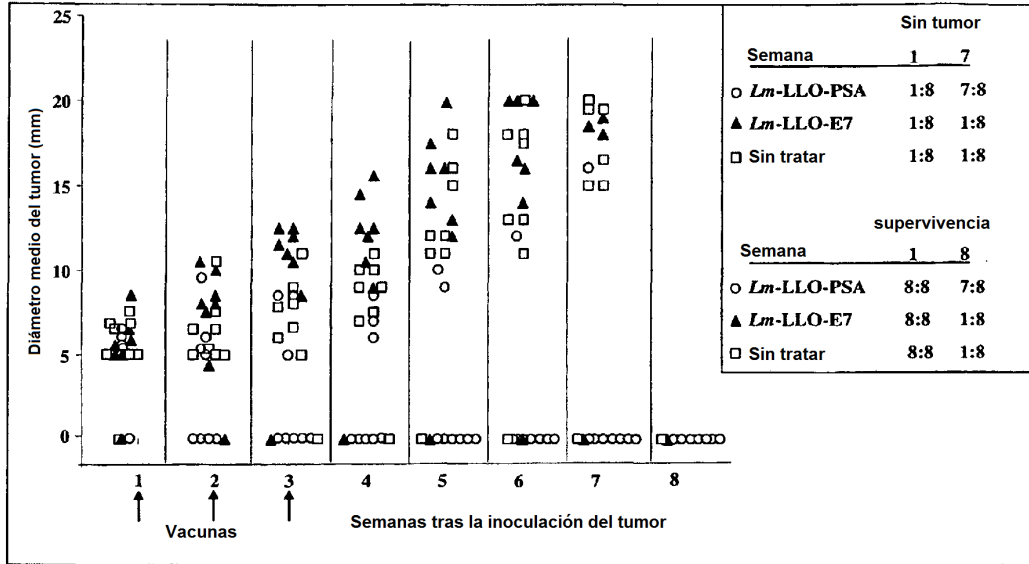 Diámetro medio del tumor (mm)
25
20
15
10
5
0
1 2 3 4 5 6 7 8
Vacunas
Semanas tras la inoculación del tumor
Sin tumor
Semana 1 7
Lm-LLO-PSA 1:8 7:8
Lm-LLO-E7 1:8 1:8
Sin tratar 1:8 1:8
supervivencia
Semana 1 8
Lm-LLO-PSA 8:8 7:8
Lm-LLO-E7 8:8 1:8
Sin tratar 8:8 1:8